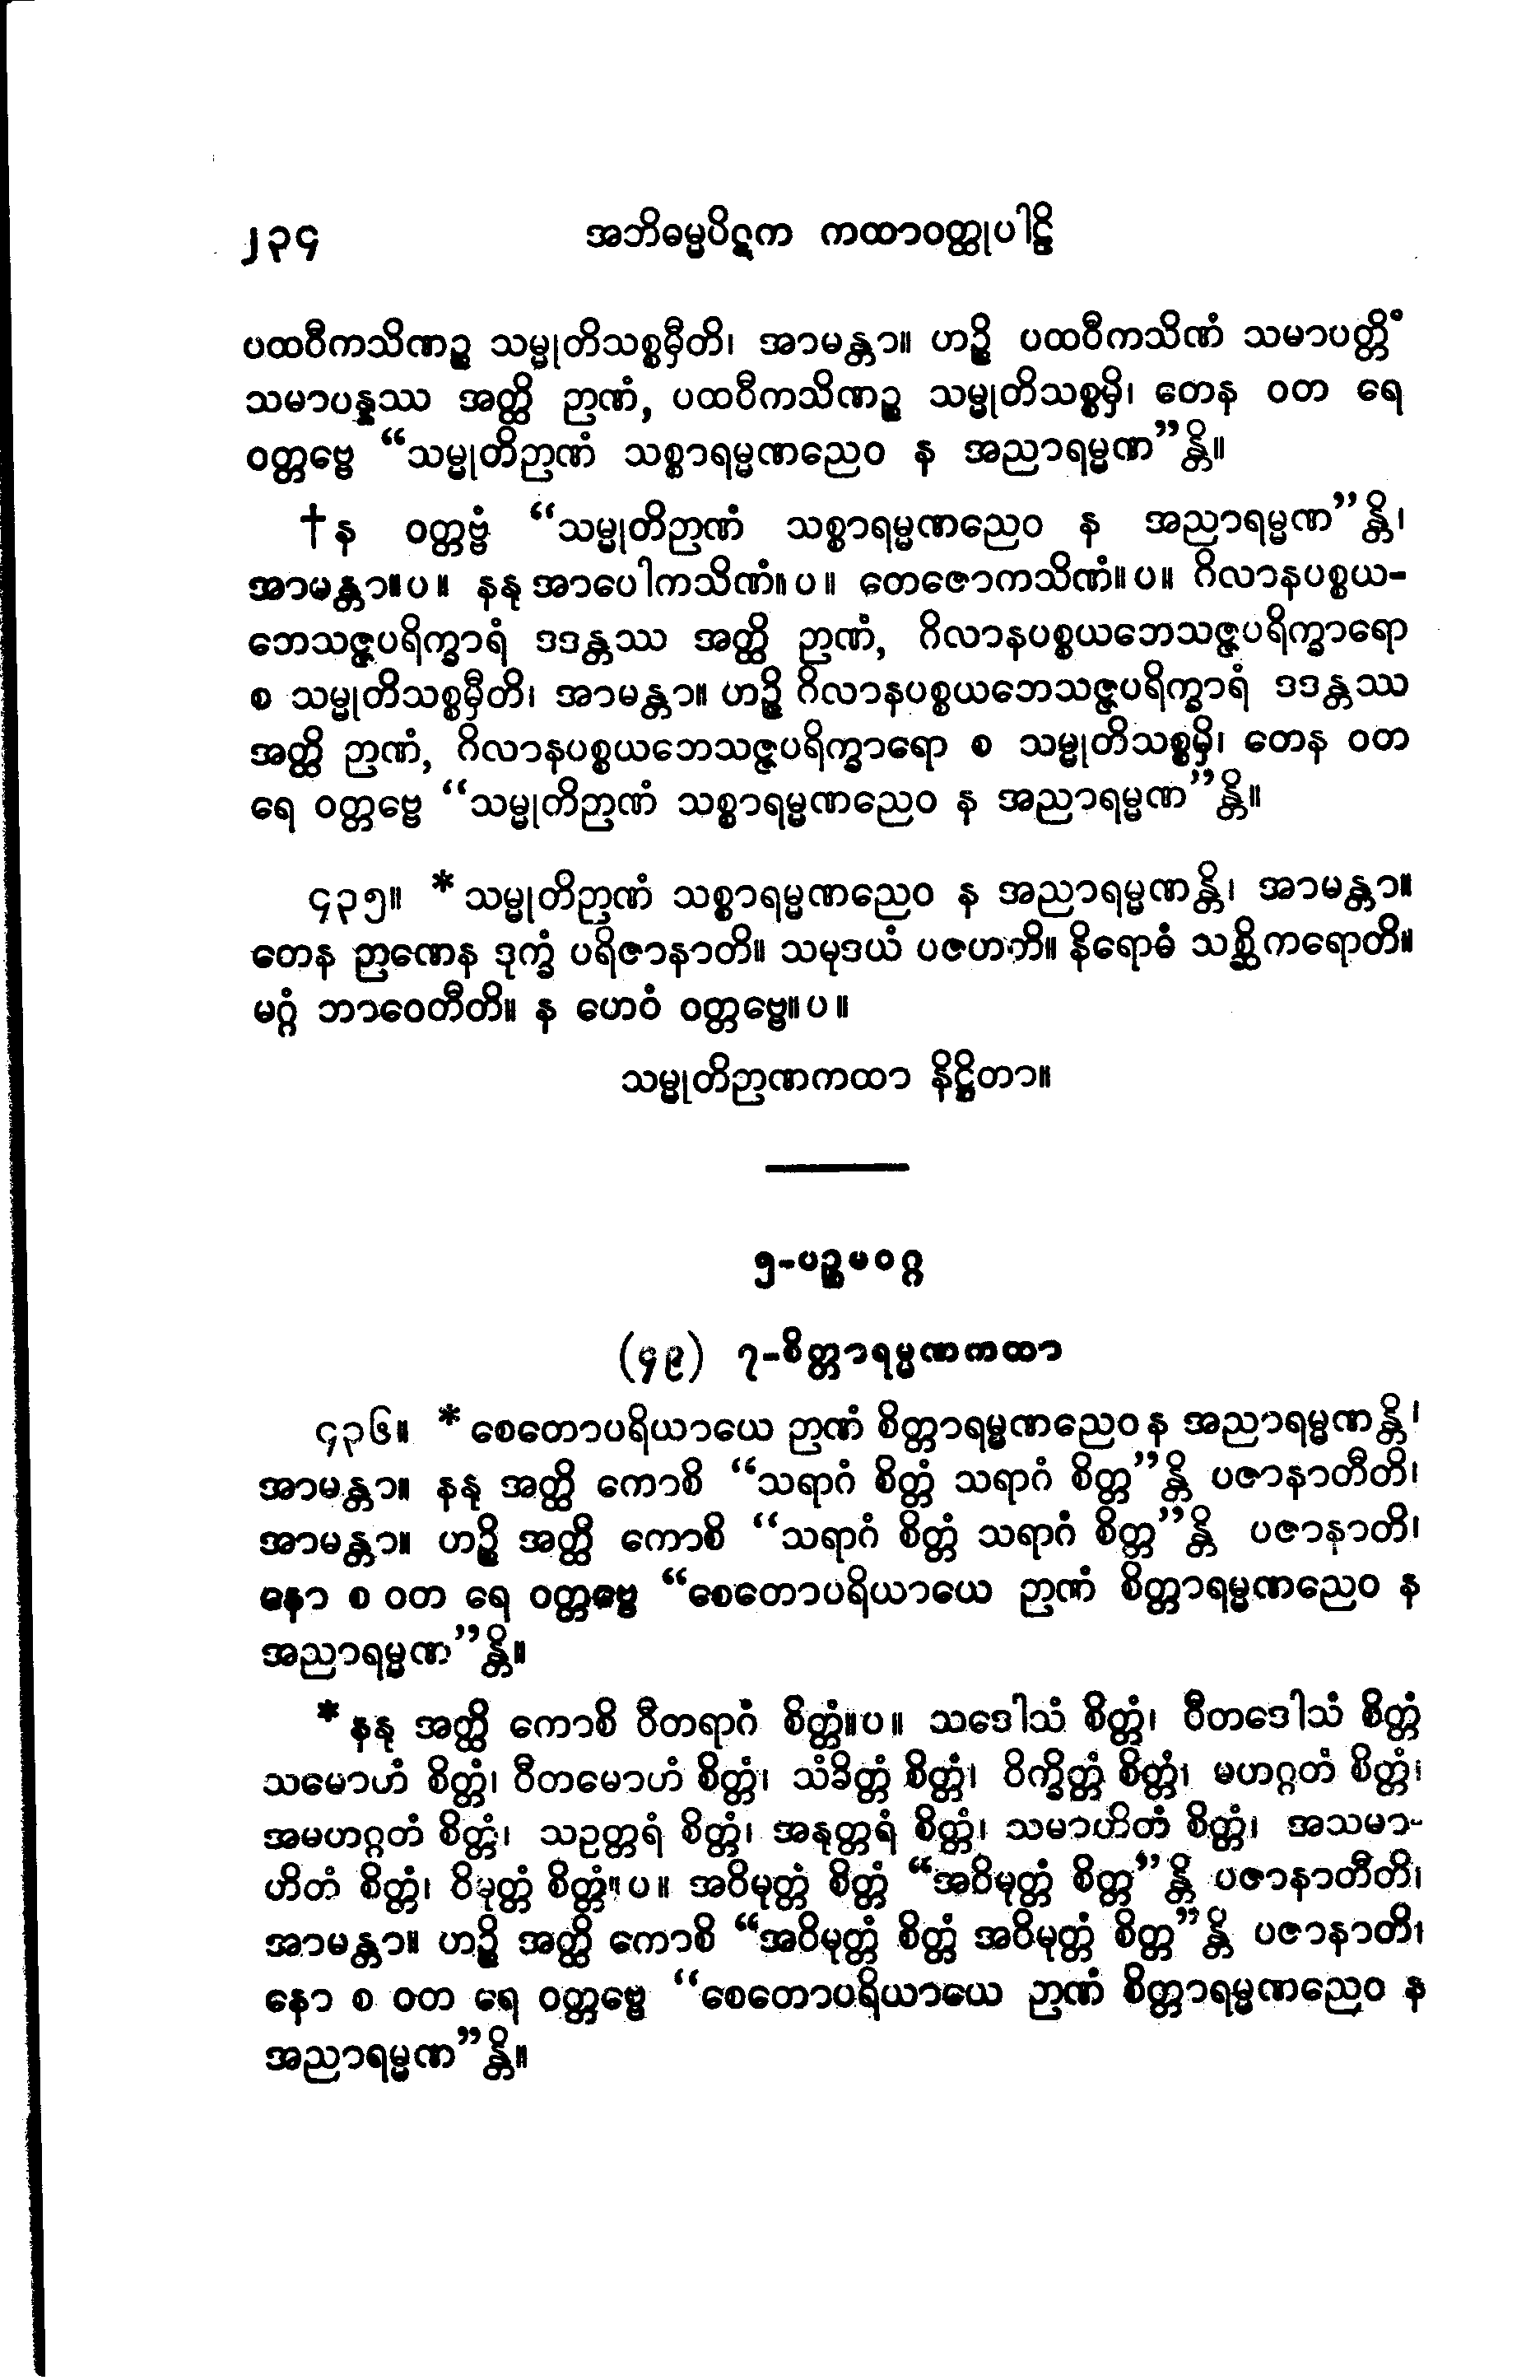 ၂၃၄ အဘိဓမ္မပိဋက ကထာဝတ္ထုပါဠိ
ပထဝီကသိဏဉ္စ သမ္မုတိသစ္စမှီတိ၊ အာမန္တာ။ ဟဉ္စိ ပထဝီကသိဏံ သမာပတ္တိံ
သမာပန္နဿ အတ္ထိ ဉာဏံ, ပထဝီကသိဏဉ္စ သမ္မုတိသစ္စမှိ၊ တေန ဝတ ရေ
ဝတ္တဗ္ဗေ “သမ္မုတိဉာဏံ သစ္စာရမ္မဏညေဝ န အညာရမ္မဏ”န္တိ။
†န ဝတ္တဗ္ဗံ “သမ္မုတိဉာဏံ သစ္စာရမ္မဏညေဝ န အညာရမ္မဏ”န္တိ၊
အာမန္တာ။ပ။ နနု အာပေါကသိဏံ။ပ။ တေဇောကသိဏံ။ပ။ ဂိလာနပစ္စယ-
ဘေသဇ္ဇပရိက္ခာရံ ဒဒန္တဿ အတ္ထိ ဉာဏံ, ဂိလာနပစ္စယဘေသဇ္ဇပရိက္ခာရော
စ သမ္မုတိသစ္စမှီတိ၊ အာမန္တာ။ ဟဉ္စိ ဂိလာနပစ္စယဘေသဇ္ဇပရိက္ခာရံ ဒဒန္တဿ
အတ္ထိ ဉာဏံ, ဂိလာနပစ္စယဘေသဇ္ဇပရိက္ခာရော စ သမ္မုတိသစ္စမှိ၊ တေန ဝတ
ရေ ဝတ္တဗ္ဗေ “သမ္မုတိဉာဏံ သစ္စာရမ္မဏညေဝ န အညာရမ္မဏ”န္တိ။
၄၃၅။ *သမ္မုတိဉာဏံ သစ္စာရမ္မဏညေဝ န အညာရမ္မဏန္တိ၊ အာမန္တာ။
တေန ဉာဏေန ဒုက္ခံ ပရိဇာနာတိ။ သမုဒယံ ပဇဟတိ။ နိရောဓံ သစ္ဆိကရောတိ။
မဂ္ဂံ ဘာဝေတီတိ။ န ဟေဝံ ဝတ္တဗ္ဗေ။ပ။
သမ္မုတိဉာဏကထာ နိဋ္ဌိတာ။
၅-ပဉ္စမဝဂ္ဂ
(၄၉) ၇-စိတ္တာရမ္မဏကထာ
၄၃၆။ *စေတောပရိယာယေ ဉာဏံ စိတ္တာရမ္မဏညေဝ န အညာရမ္မဏန္တိ၊
အာမန္တာ။ နနု အတ္ထိ ကောစိ “သရာဂံ စိတ္တံ သရာဂံ စိတ္တ”န္တိ ပဇာနာတီတိ၊
အာမန္တာ။ ဟဉ္စိ အတ္ထိ ကောစိ “သရာဂံ စိတ္တံ သရာဂံ စိတ္တ”န္တိ ပဇာနာတိ၊
နော စ ဝတ ရေ ဝတ္တဗ္ဗေ “စေတောပရိယာယေ ဉာဏံ စိတ္တာရမ္မဏညေဝ န
အညာရမ္မဏ”န္တိ။
*နနု အတ္ထိ ကောစိ ဝီတရာဂံ စိတ္တံ။ပ။ သဒေါသံ စိတ္တံ၊ ဝီတဒေါသံ စိတ္တံ
သမောဟံ စိတ္တံ၊ ဝီတမောဟံ စိတ္တံ၊ သံခိတ္တံ စိတ္တံ၊ ဝိက္ခိတ္တံ စိတ္တံ၊ မဟဂ္ဂတံ စိတ္တံ၊
အမဟဂ္ဂတံ စိတ္တံ၊ သဥတ္တရံ စိတ္တံ၊ အနုတ္တရံ စိတ္တံ၊ သမာဟိတံ စိတ္တံ၊ အသမာ-
ဟိတံ စိတ္တံ၊ ဝိမုတ္တံ စိတ္တံ။ပ။ အဝိမုတ္တံ စိတ္တံ “အဝိမုတ္တံ စိတ္တ”န္တိ ပဇာနာတီတိ၊
အာမန္တာ။ ဟဉ္စိ အတ္ထိ ကောစိ “အဝိမုတ္တံ စိတ္တံ အဝိမုတ္တံ စိတ္တ”န္တိ ပဇာနာတိ၊
နော စ ဝတ ရေ ဝတ္တဗ္ဗေ “စေတောပရိယာယေ ဉာဏံ စိတ္တာရမ္မဏညေဝ န
အညာရမ္မဏ”န္တိ။